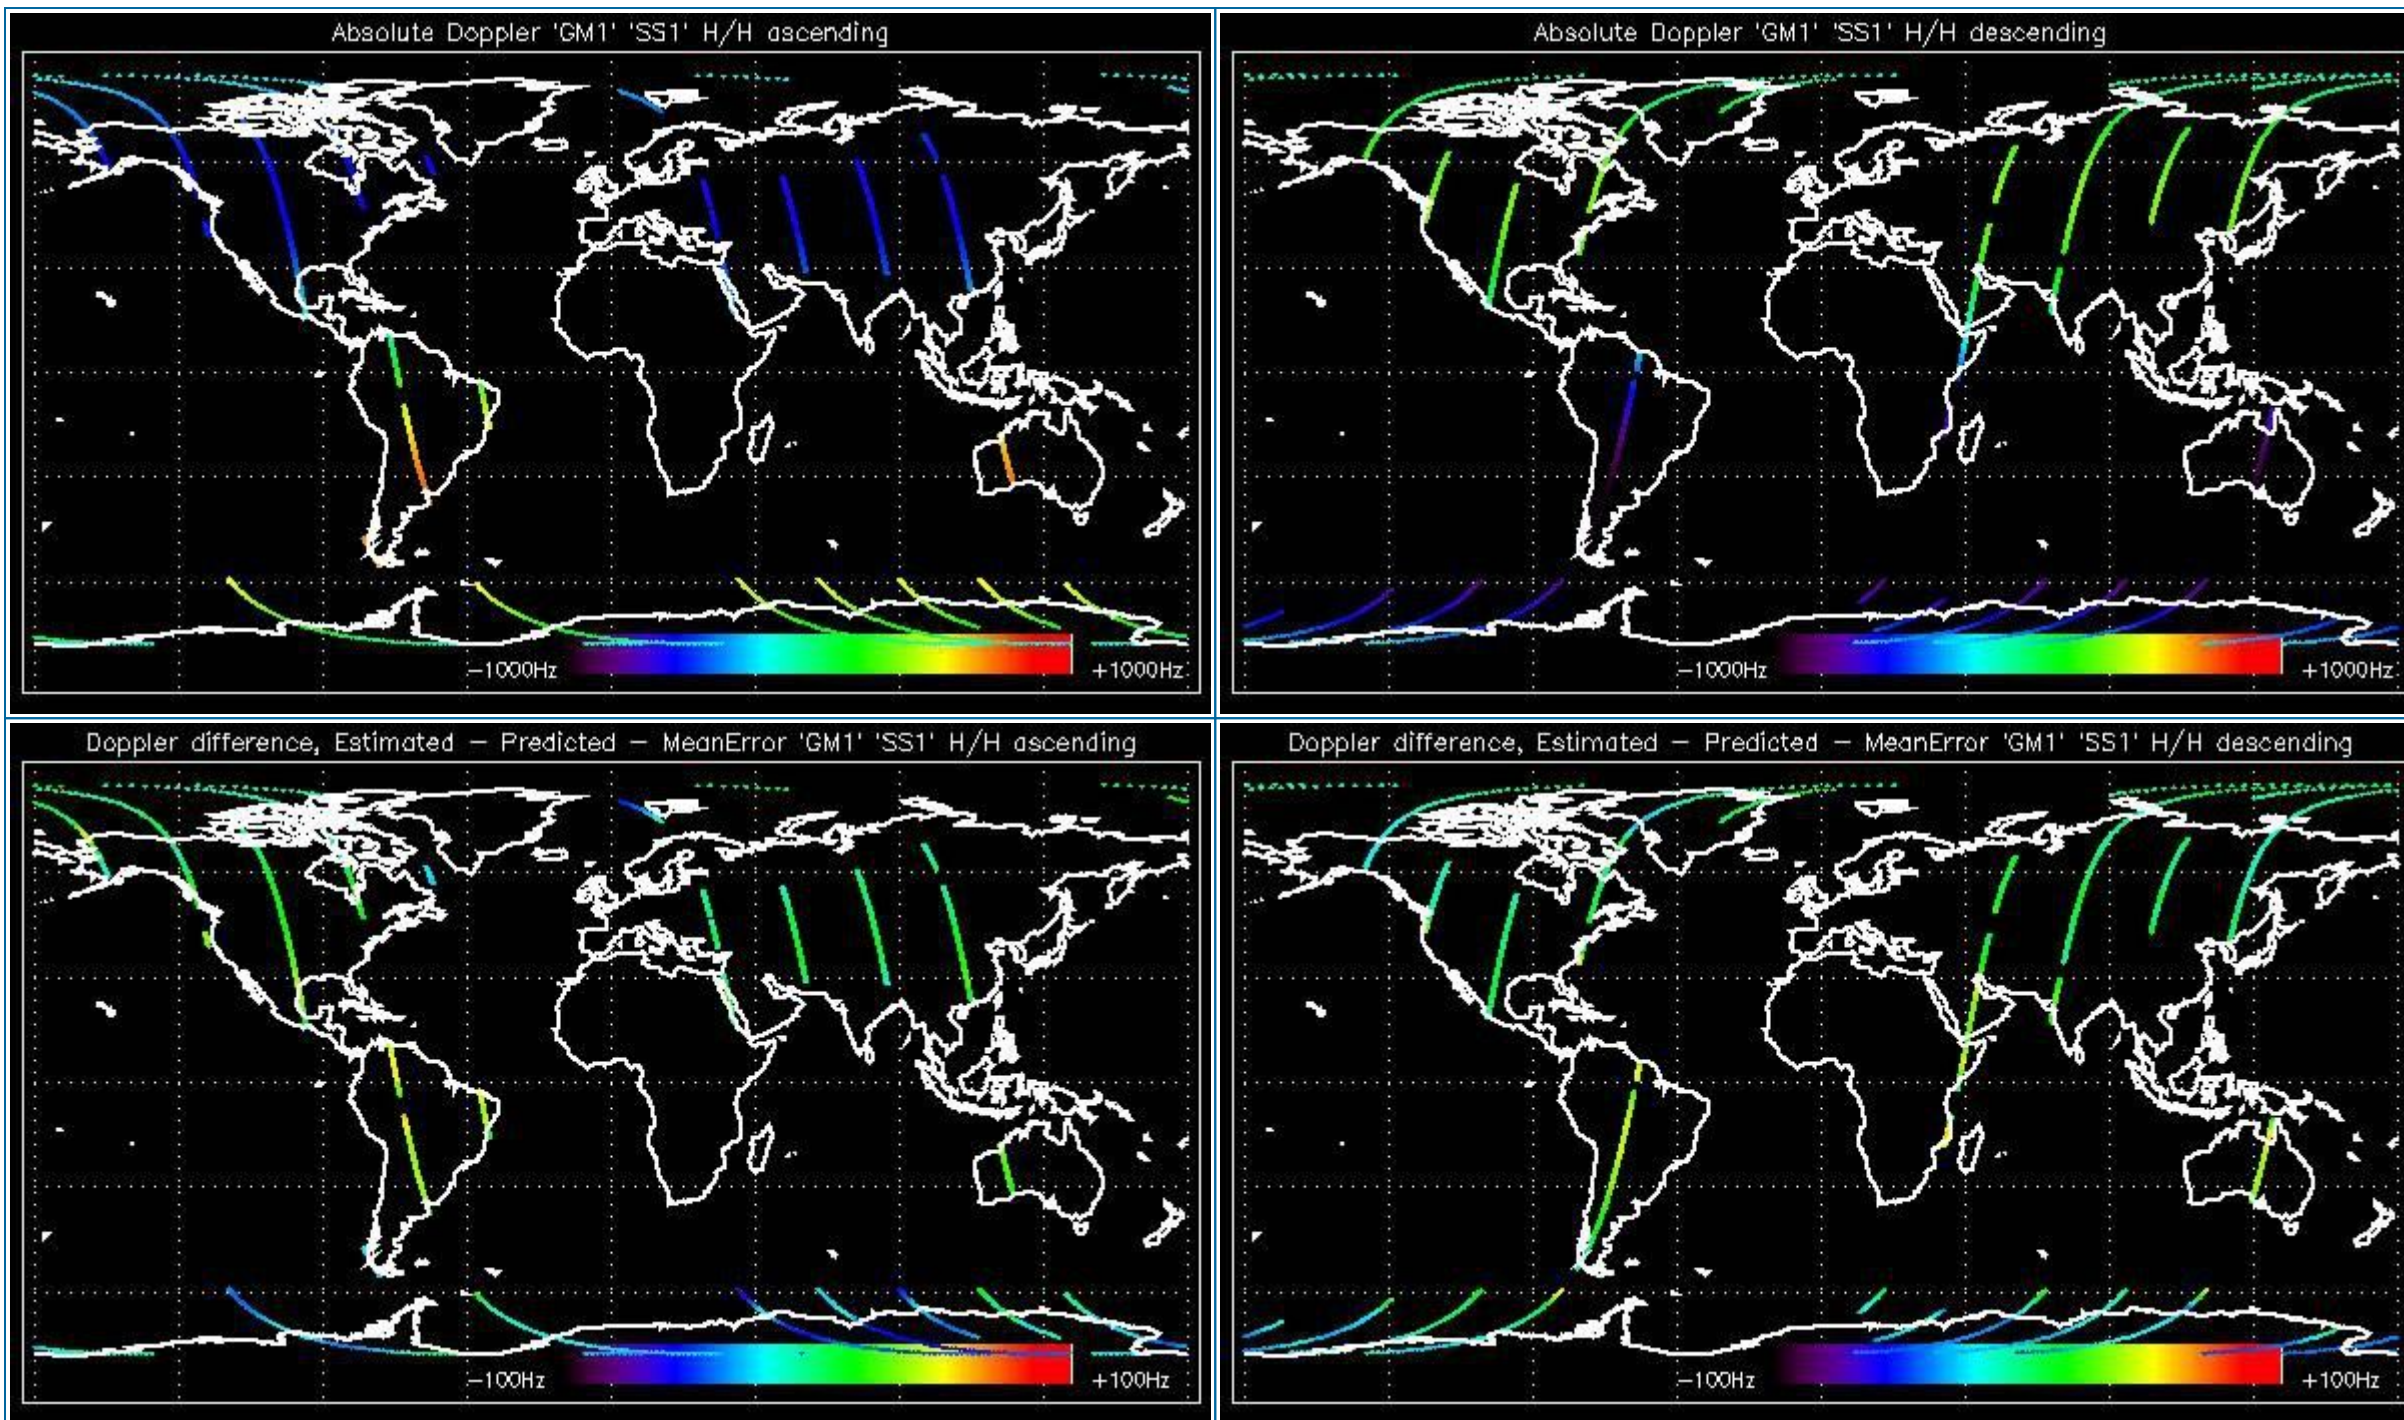 Absolute Doppler 'GM1' 'SS1' H/H ascending
-1000Hz
+1000Hz
Absolute Doppler 'GM1' 'SS1' H/H descending
-1000Hz
+1000Hz
Doppler difference, Estimated - Predicted - MeanError 'GM1' 'SS1' H/H ascending
-100Hz
+100Hz
Doppler difference, Estimated - Predicted - MeanError 'GM1' 'SS1' H/H descending
-100Hz
+100Hz